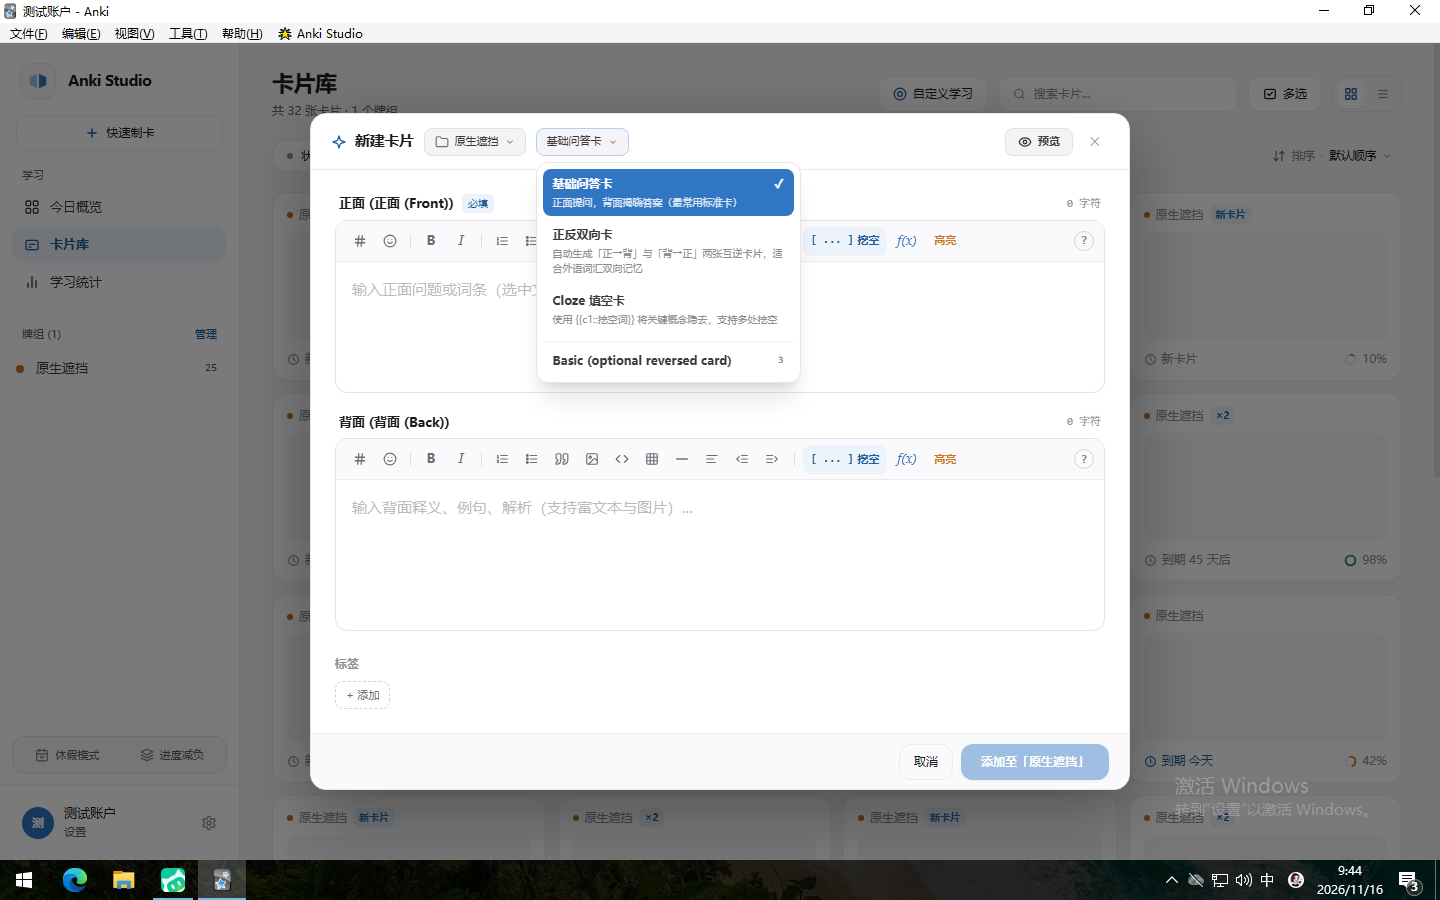 测试账户 - Anki
文件(F) 编辑(E) 视图(V) 工具(T) 帮助(H) Anki Studio
Anki Studio
快速制卡
学习
今日概览
卡片库
学习统计
牌组 (1) 管理
原生遮挡 25
休假模式 进度减负
测 测试账户
设置
卡片库
共 32 张卡片 · 1 个牌组
自定义学习 搜索卡片... 多选
排序 · 默认顺序
新建卡片 原生遮挡 基础问答卡 预览
基础问答卡
正面提问，背面揭晓答案（最常用标准卡）
正反双向卡
自动生成「正→背」与「背→正」两张互逆卡片，适
合外语词汇双向记忆
Cloze 填空卡
使用 {{c1::挖空词}} 将关键概念隐去，支持多处挖空
Basic (optional reversed card) 3
正面 (正面 (Front)) 必填 0 字符
B I [ ... ] 挖空 f(x) 高亮 ?
输入正面问题或词条（选中
背面 (背面 (Back)) 0 字符
B I [ ... ] 挖空 f(x) 高亮 ?
输入背面释义、例句、解析（支持富文本与图片）...
标签
+ 添加
取消 添加至「原生遮挡」
原生遮挡 新卡片
新卡片 10%
原生遮挡 ×2
到期 45 天后 98%
原生遮挡
到期 今天 42%
原生遮挡 新卡片
原生遮挡 ×2
原生遮挡 新卡片
原生遮挡 ×2
激活 Windows
转到"设置"以激活 Windows。
中
9:44
2026/11/16
3